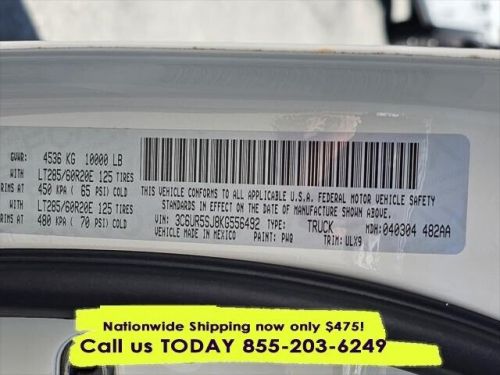 GVWR: 4536 KG 10000 LB
WITH LT285/60R20E 125 TIRES
RIMS AT 450 KPA ( 65 PSI) COLD
WITH LT285/60R20E 125 TIRES
RIMS AT 480 KPA ( 70 PSI) COLD
THIS VEHICLE CONFORMS TO ALL APPLICABLE U.S.A. FEDERAL MOTOR VEHICLE SAFETY
STANDARDS IN EFFECT ON THE DATE OF MANUFACTURE SHOWN ABOVE.
VIN: 3C6UR5SJ8KG556492 TRUCK MDH: 040304 482AA
VEHICLE MADE IN MEXICO PAINT: PW8 TRIM: ULX9
Nationwide Shipping now only $475!
Call us TODAY 855-203-6249